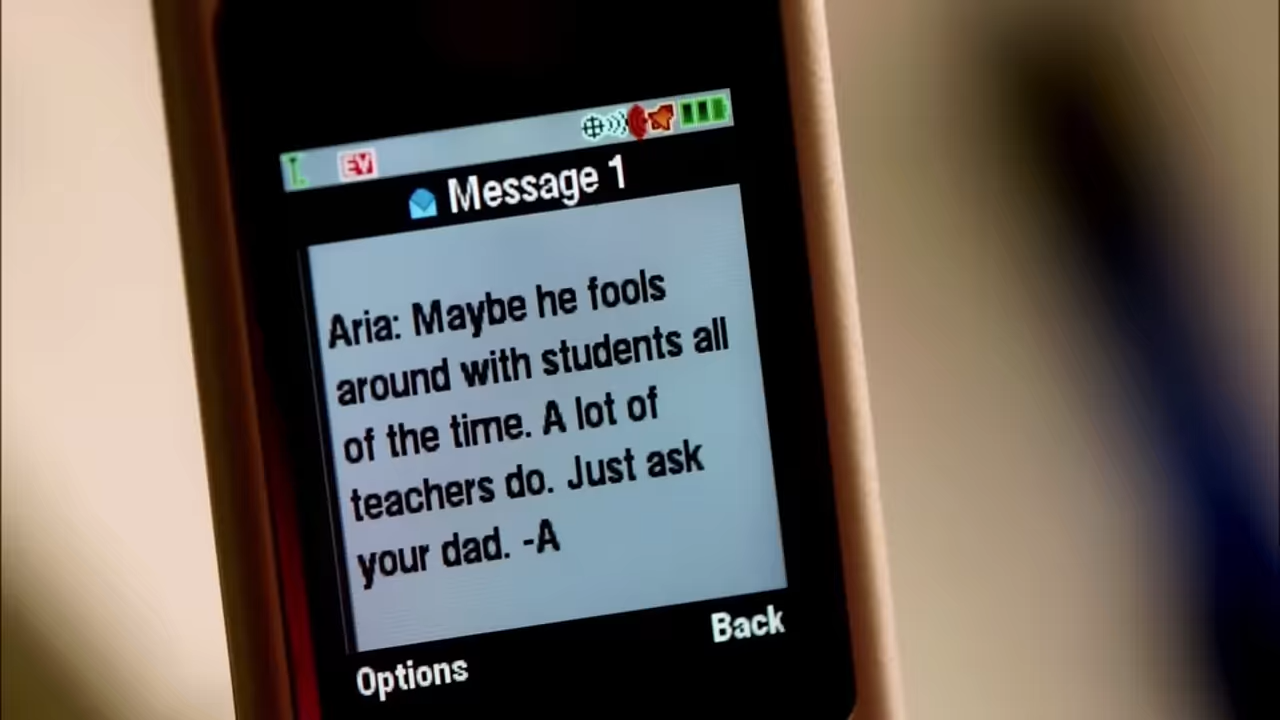 EV
Message 1
Aria: Maybe he fools
around with students all
of the time. A lot of
teachers do. Just ask
your dad. -A
Back
Options